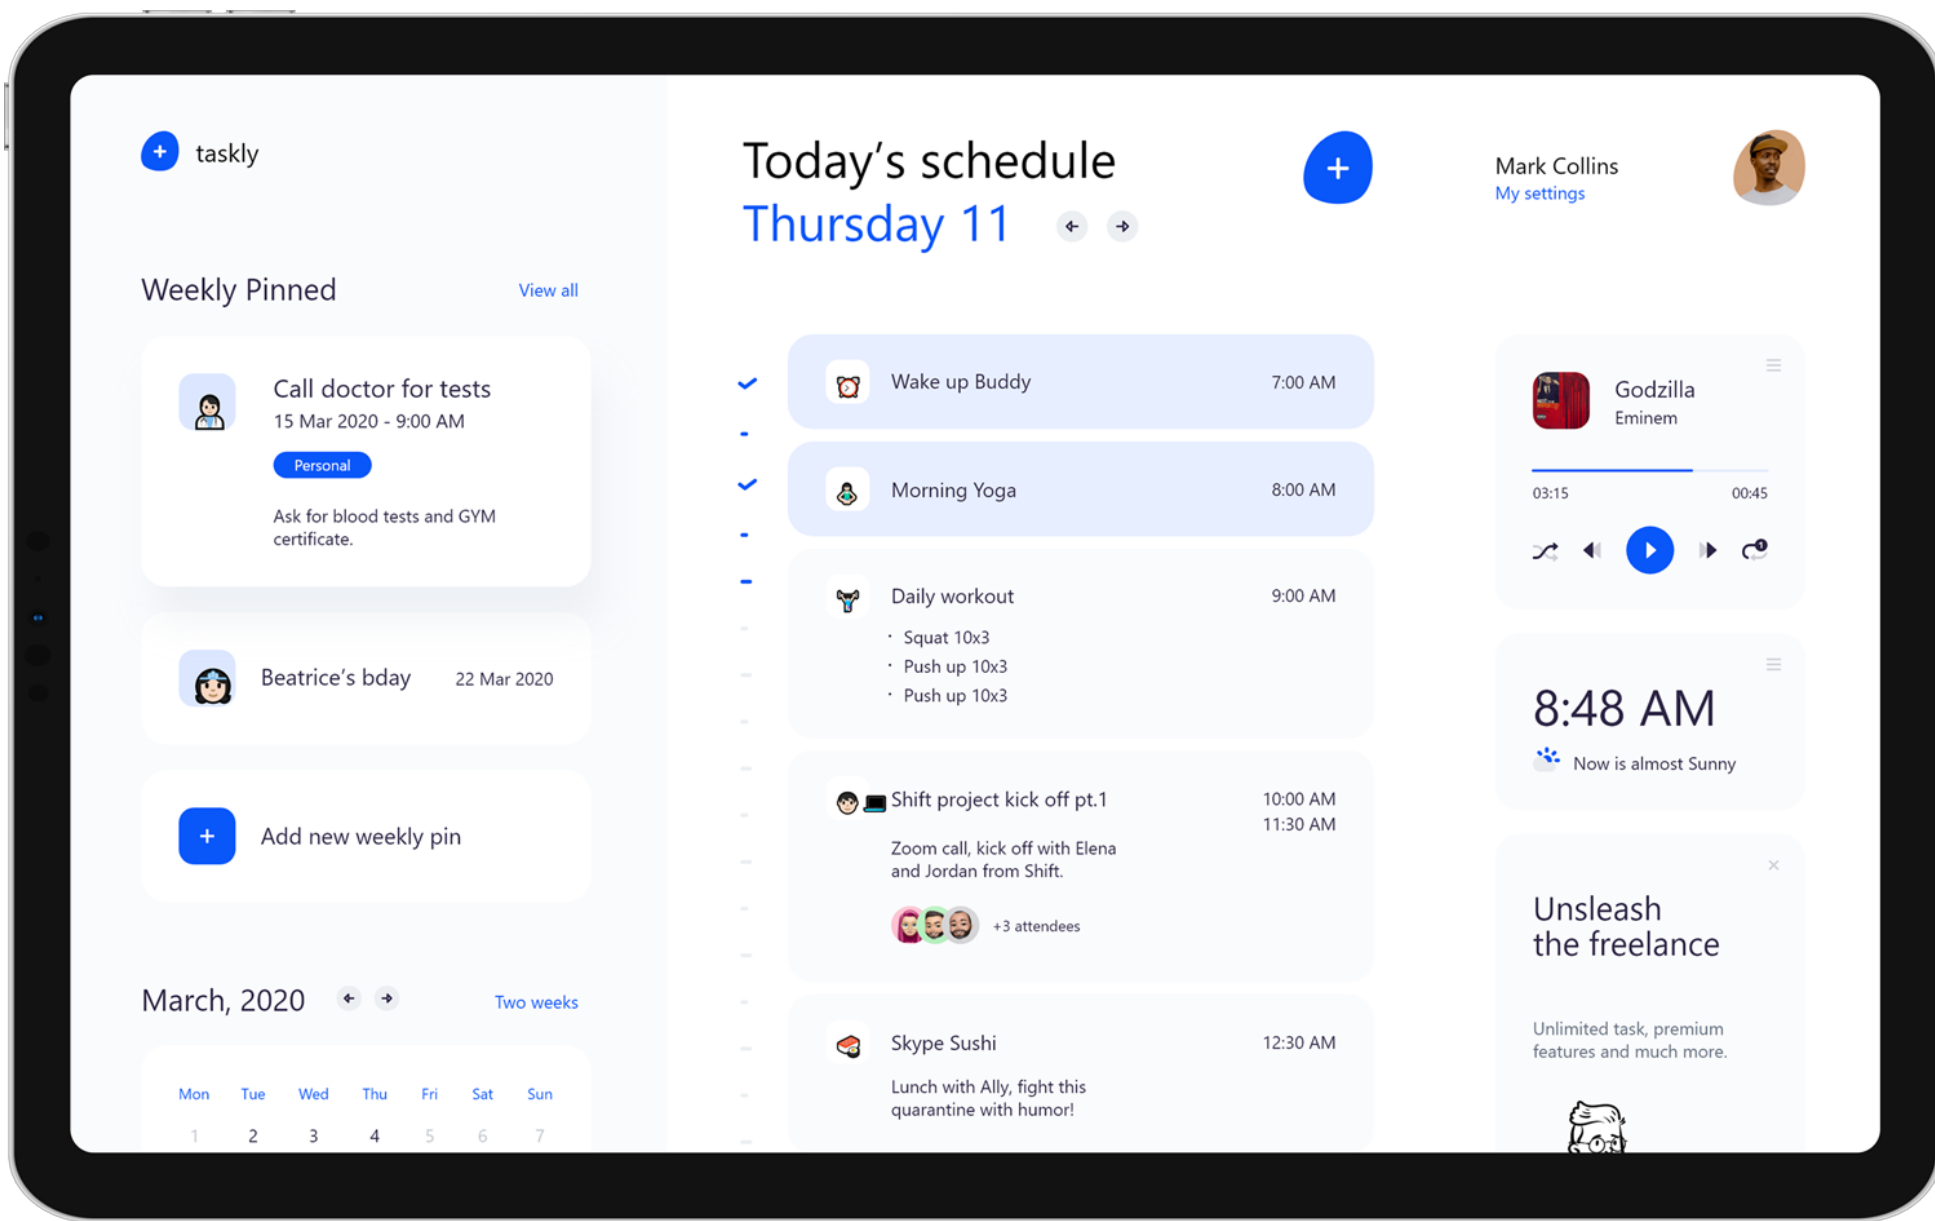 taskly
Weekly Pinned
View all
Call doctor for tests
15 Mar 2020 - 9:00 AM
Personal
Ask for blood tests and GYM
certificate.
Beatrice’s bday
22 Mar 2020
Add new weekly pin
March, 2020
Two weeks
Mon Tue Wed Thu Fri Sat Sun
1 2 3 4 5 6 7
Today’s schedule
Thursday 11
Wake up Buddy
7:00 AM
Morning Yoga
8:00 AM
Daily workout
9:00 AM
· Squat 10x3
· Push up 10x3
· Push up 10x3
Shift project kick off pt.1
10:00 AM
11:30 AM
Zoom call, kick off with Elena
and Jordan from Shift.
+3 attendees
Skype Sushi
12:30 AM
Lunch with Ally, fight this
quarantine with humor!
Mark Collins
My settings
Godzilla
Eminem
03:15
00:45
1
8:48 AM
Now is almost Sunny
Unsleash
the freelance
Unlimited task, premium
features and much more.